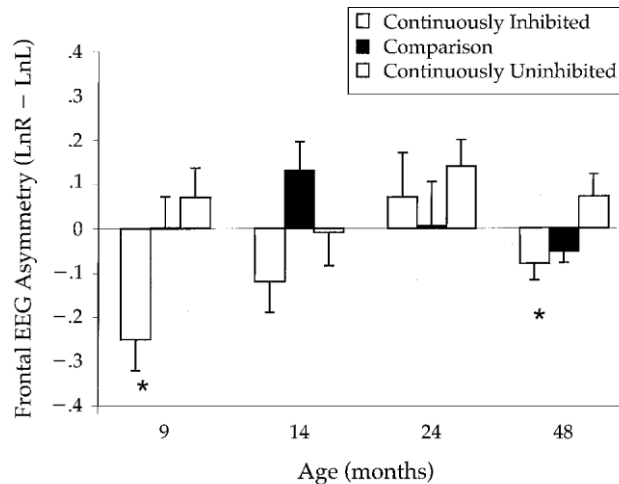 Continuously Inhibited
Comparison
Continuously Uninhibited
Frontal EEG Asymmetry (LnR – LnL)
.4
.3
.2
.1
0
–.1
–.2
–.3
–.4
*
*
9 14 24 48
Age (months)